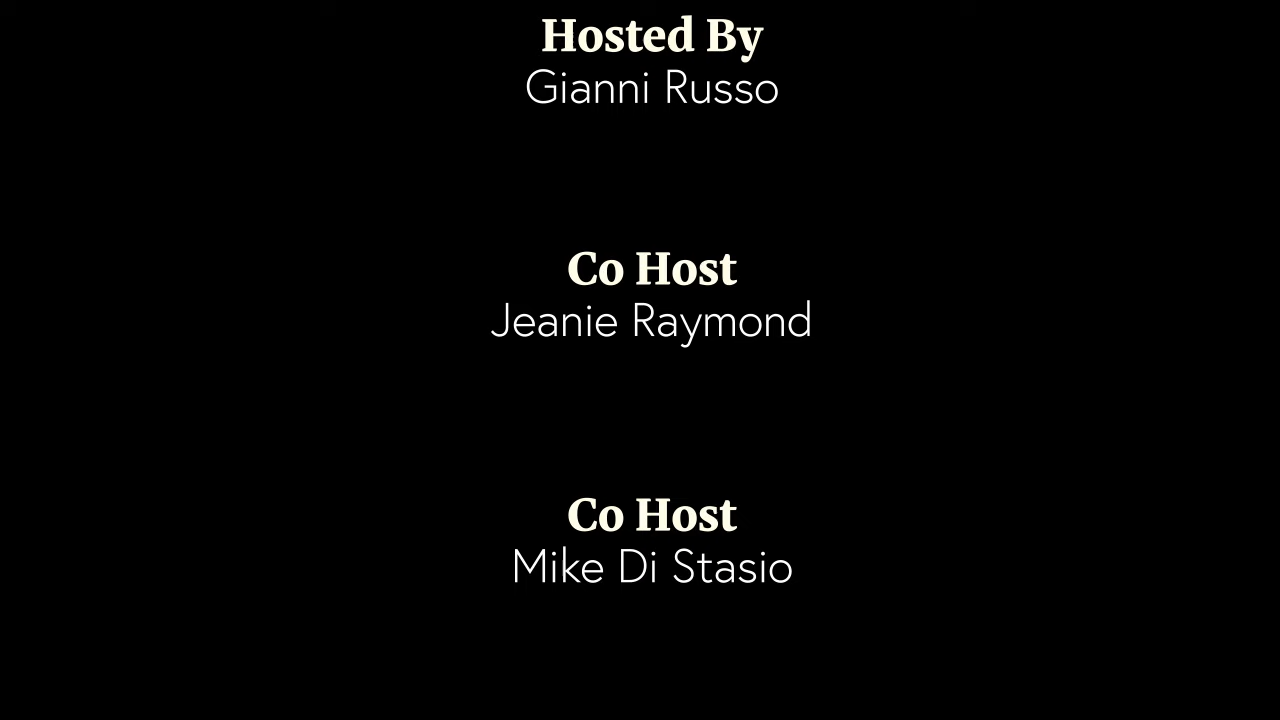 Hosted By
Gianni Russo
Co Host
Jeanie Raymond
Co Host
Mike Di Stasio